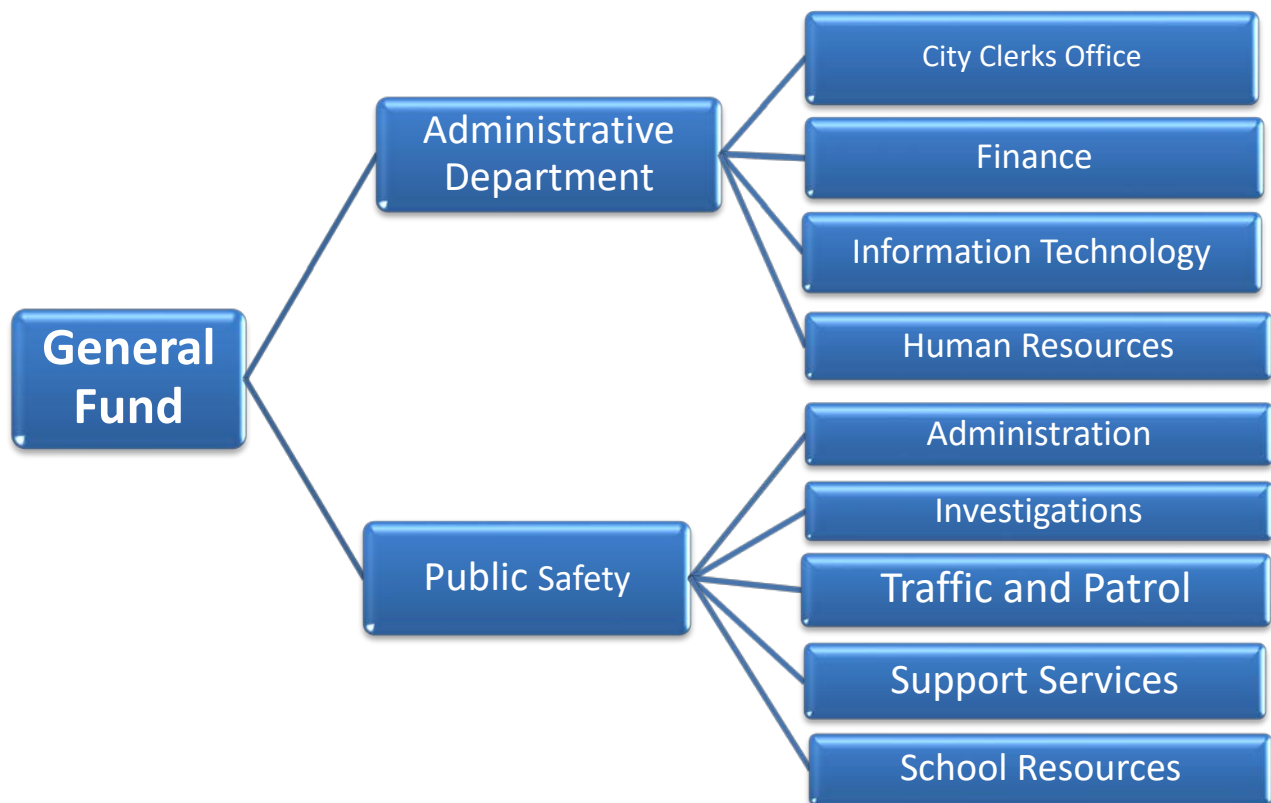 General
Fund
Administrative
Department
City Clerks Office
Finance
Information Technology
Human Resources
Public Safety
Administration
Investigations
Traffic and Patrol
Support Services
School Resources